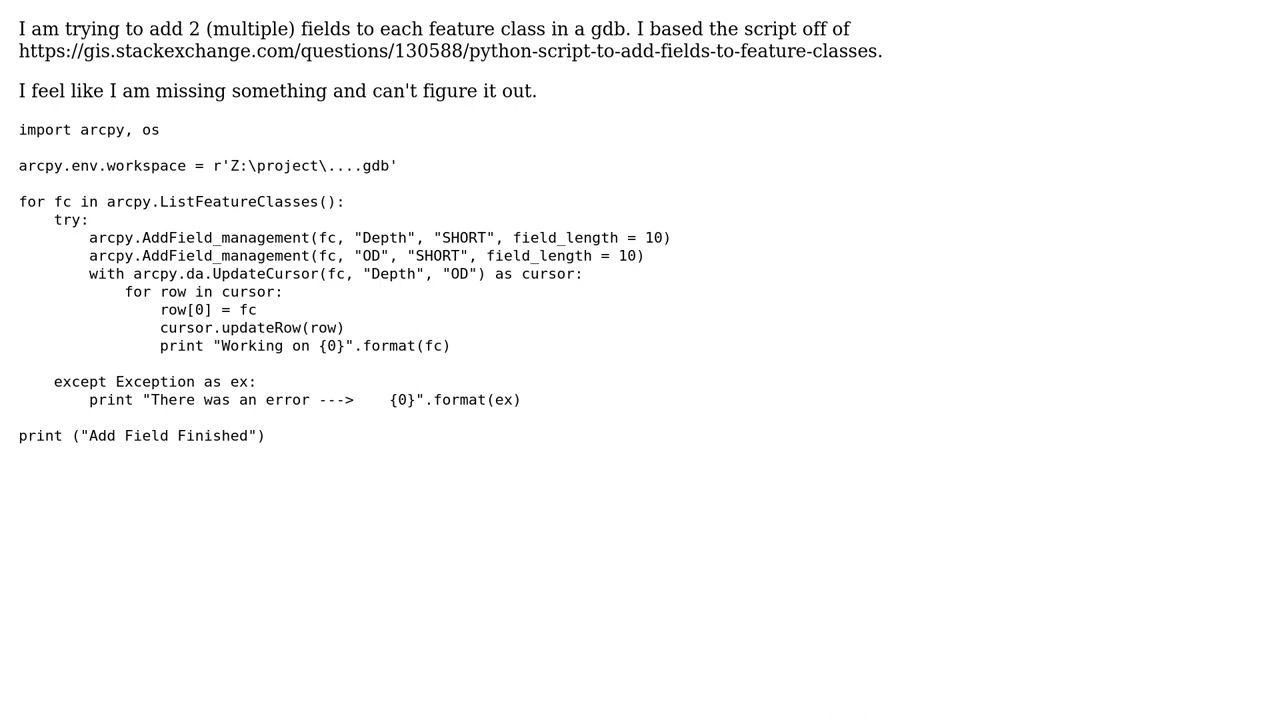 I am trying to add 2 (multiple) fields to each feature class in a gdb. I based the script off of
https://gis.stackexchange.com/questions/130588/python-script-to-add-fields-to-feature-classes.
I feel like I am missing something and can't figure it out.
import arcpy, os
arcpy.env.workspace = r'Z:\project\....gdb'
for fc in arcpy.ListFeatureClasses():
    try:
        arcpy.AddField_management(fc, "Depth", "SHORT", field_length = 10)
        arcpy.AddField_management(fc, "OD", "SHORT", field_length = 10)
        with arcpy.da.UpdateCursor(fc, "Depth", "OD") as cursor:
            for row in cursor:
                row[0] = fc
                cursor.updateRow(row)
                print "Working on {0}".format(fc)
    except Exception as ex:
        print "There was an error --->    {0}".format(ex)
print ("Add Field Finished")